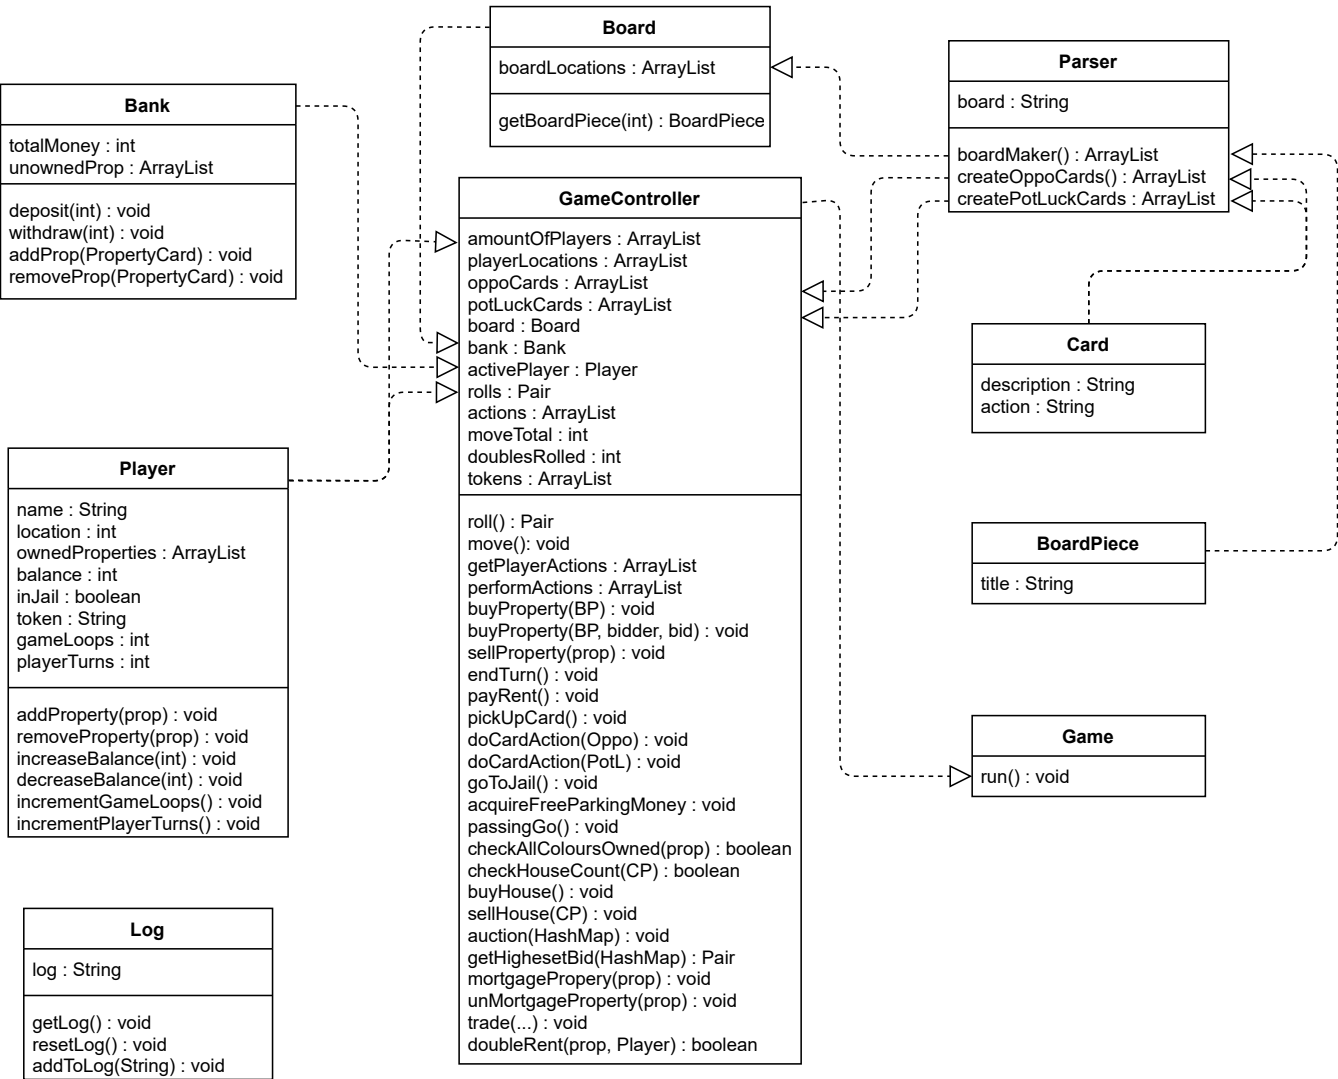 Board
boardLocations : ArrayList
getBoardPiece(int) : BoardPiece
Parser
board : String
boardMaker() : ArrayList
createOppoCards() : ArrayList
createPotLuckCards : ArrayList
Bank
totalMoney : int
unownedProp : ArrayList
deposit(int) : void
withdraw(int) : void
addProp(PropertyCard) : void
removeProp(PropertyCard) : void
GameController
amountOfPlayers : ArrayList
playerLocations : ArrayList
oppoCards : ArrayList
potLuckCards : ArrayList
board : Board
bank : Bank
activePlayer : Player
rolls : Pair
actions : ArrayList
moveTotal : int
doublesRolled : int
tokens : ArrayList
roll() : Pair
move(): void
getPlayerActions : ArrayList
performActions : ArrayList
buyProperty(BP) : void
buyProperty(BP, bidder, bid) : void
sellProperty(prop) : void
endTurn() : void
payRent() : void
pickUpCard() : void
doCardAction(Oppo) : void
doCardAction(PotL) : void
goToJail() : void
acquireFreeParkingMoney : void
passingGo() : void
checkAllColoursOwned(prop) : boolean
checkHouseCount(CP) : boolean
buyHouse() : void
sellHouse(CP) : void
auction(HashMap) : void
getHighesetBid(HashMap) : Pair
mortgagePropery(prop) : void
unMortgageProperty(prop) : void
trade(...) : void
doubleRent(prop, Player) : boolean
Card
description : String
action : String
Player
name : String
location : int
ownedProperties : ArrayList
balance : int
inJail : boolean
token : String
gameLoops : int
playerTurns : int
addProperty(prop) : void
removeProperty(prop) : void
increaseBalance(int) : void
decreaseBalance(int) : void
incrementGameLoops() : void
incrementPlayerTurns() : void
BoardPiece
title : String
Game
run() : void
Log
log : String
getLog() : void
resetLog() : void
addToLog(String) : void